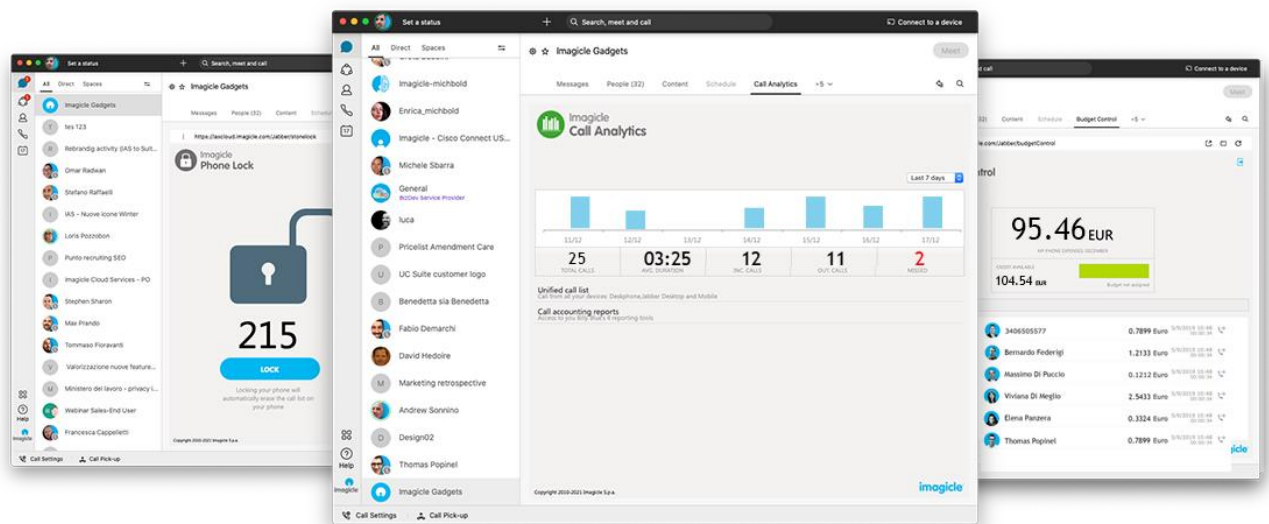 Set a status
Search, meet and call
All Direct Spaces
Imagicle Gadgets
tes 123
Rebrandig activity (IAS to Suit...
Omar Radwan
Stefano Raffaelli
IAS - Nuove icone Winter
Loris Pozzobon
Punto recruiting SEO
Imagicle Cloud Services - PO
Stephen Sharon
Max Prando
Tommaso Fioravanti
Valorizzazione nuove feature...
Ministero del lavoro - privacy i...
Webinar Sales-End User
Francesca Cappelletti
Help
imagicle
Call Settings
Call Pick-up
Imagicle Gadgets
Messages People (32) Content
Imagicle
Phone Lock
215
LOCK
Locking your phone will
automatically erase the call list on
your phone
Copyright 2010-2021 Imagicle S.p.a.
Set a status
Search, meet and call
Connect to a device
All Direct Spaces
Imagicle-michbold
Enrica_michbold
Imagicle - Cisco Connect US...
Michele Sbarra
General
BizDev Service Provider
luca
P Pricelist Amendment Care
U UC Suite customer logo
B Benedetta sia Benedetta
Fabio Demarchi
David Hedoire
M Marketing retrospective
Andrew Sonnino
D Design02
Thomas Popinel
Imagicle Gadgets
Help
imagicle
Call Settings
Call Pick-up
Imagicle Gadgets
Meet
Messages People (32) Content Schedule Call Analytics +5
Imagicle
Call Analytics
Last 7 days
11/12 12/12 13/12 14/12 15/12 16/12 17/12
25 03:25 12 11 2
TOTAL CALLS AVG. DURATION INC. CALLS OUT. CALLS MISSED
Unified call list
Call from all your devices Deskphone,Jabber Desktop and Mobile
Call accounting reports
Copyright 2010-2021 Imagicle S.p.a.
imagicle
Connect to a device
Meet
Content Schedule Budget Control +5
95.46 EUR
104.54 EUR
Budget not assigned
3406505577 0.7899 Euro
Bernardo Federigi 1.2133 Euro
Massimo Di Puccio 0.1212 Euro
Viviana Di Meglio 2.5433 Euro
Elena Panzera 0.3324 Euro
Thomas Popinel 0.7899 Euro